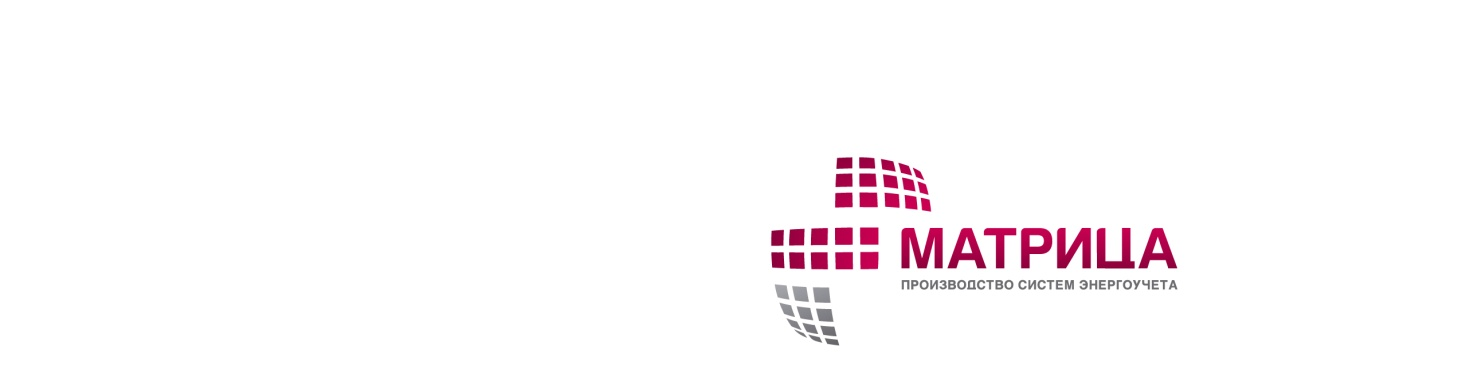 МАТРИЦА
ПРОИЗВОДСТВО СИСТЕМ ЭНЕРГОУЧЕТА